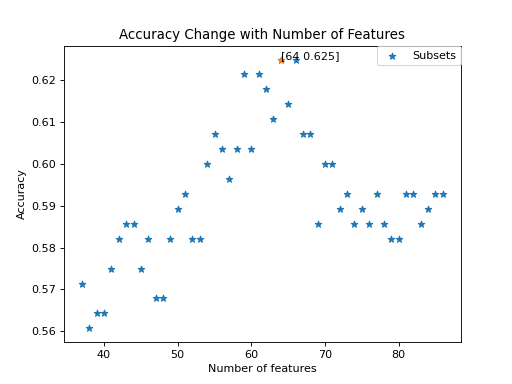 Accuracy Change with Number of Features
[64 0.625]
Subsets
0.62
0.61
0.60
0.59
0.58
0.57
0.56
Accuracy
40 50 60 70 80
Number of features